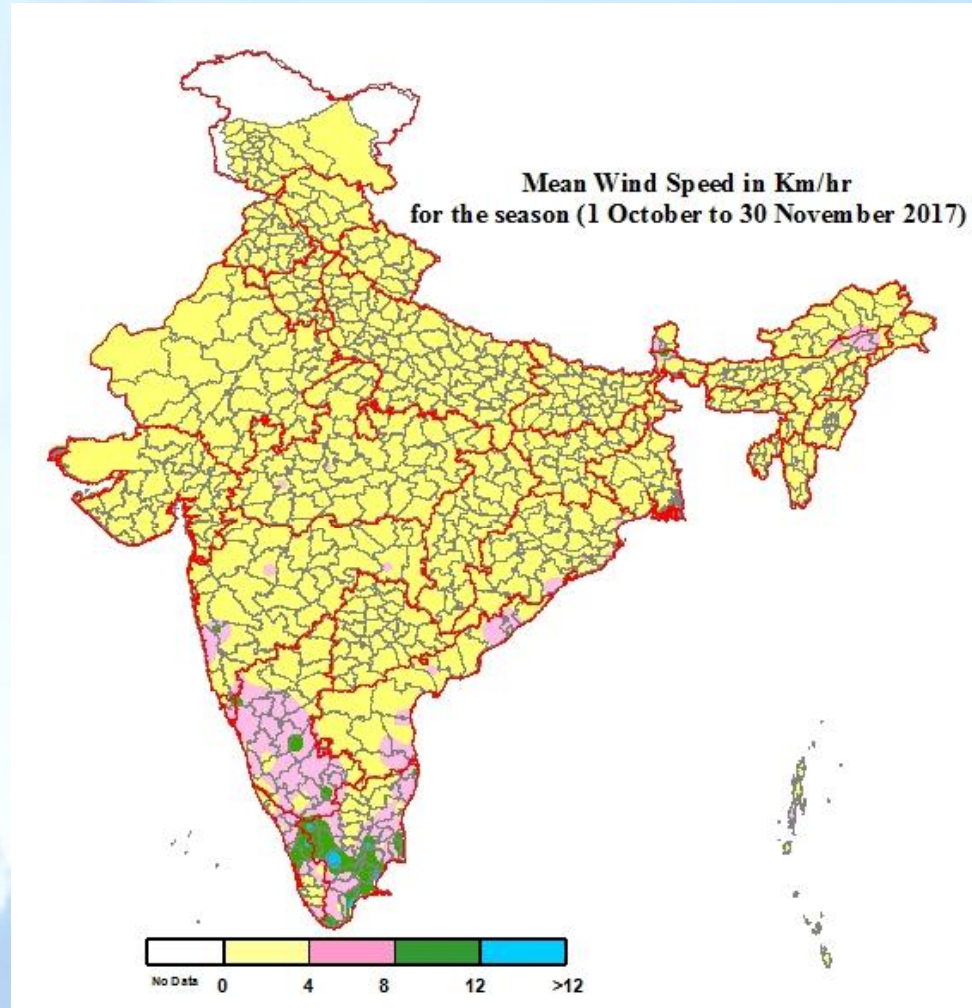 Mean Wind Speed in Km/hr
for the season (1 October to 30 November 2017)
No Data 0 4 8 12 >12